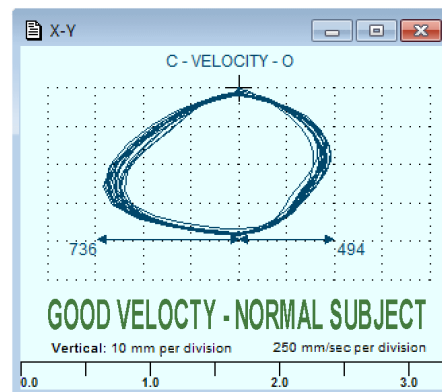 X-Y
C - VELOCITY - O
736 494
GOOD VELOCTY - NORMAL SUBJECT
Vertical: 10 mm per division 250 mm/sec per division
0.0 1.0 2.0 3.0